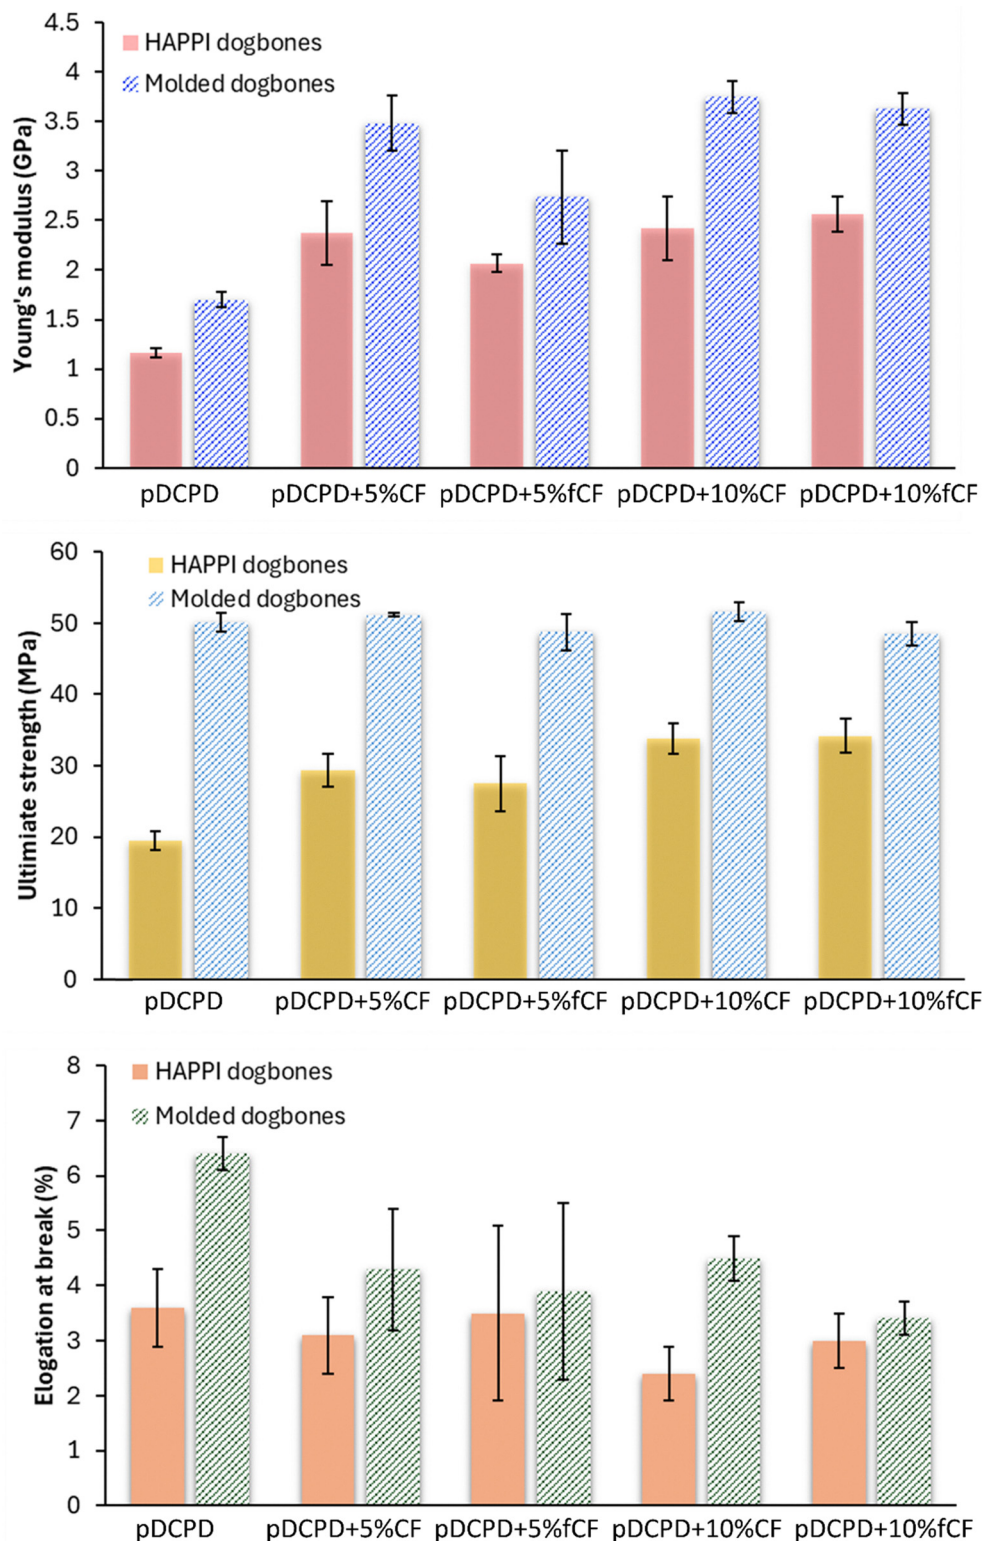 4.5
HAPPI dogbones
4
Molded dogbones
3.5
3
2.5
2
1.5
1
0.5
0
Young's modulus (GPa)
pDCPD pDCPD+5%CF pDCPD+5%fCF pDCPD+10%CF pDCPD+10%fCF
60
HAPPI dogbones
Molded dogbones
50
40
30
20
10
0
Ultimiate strength (MPa)
pDCPD pDCPD+5%CF pDCPD+5%fCF pDCPD+10%CF pDCPD+10%fCF
8
HAPPI dogbones
Molded dogbones
7
6
5
4
3
2
1
0
Elogation at break (%)
pDCPD pDCPD+5%CF pDCPD+5%fCF pDCPD+10%CF pDCPD+10%fCF